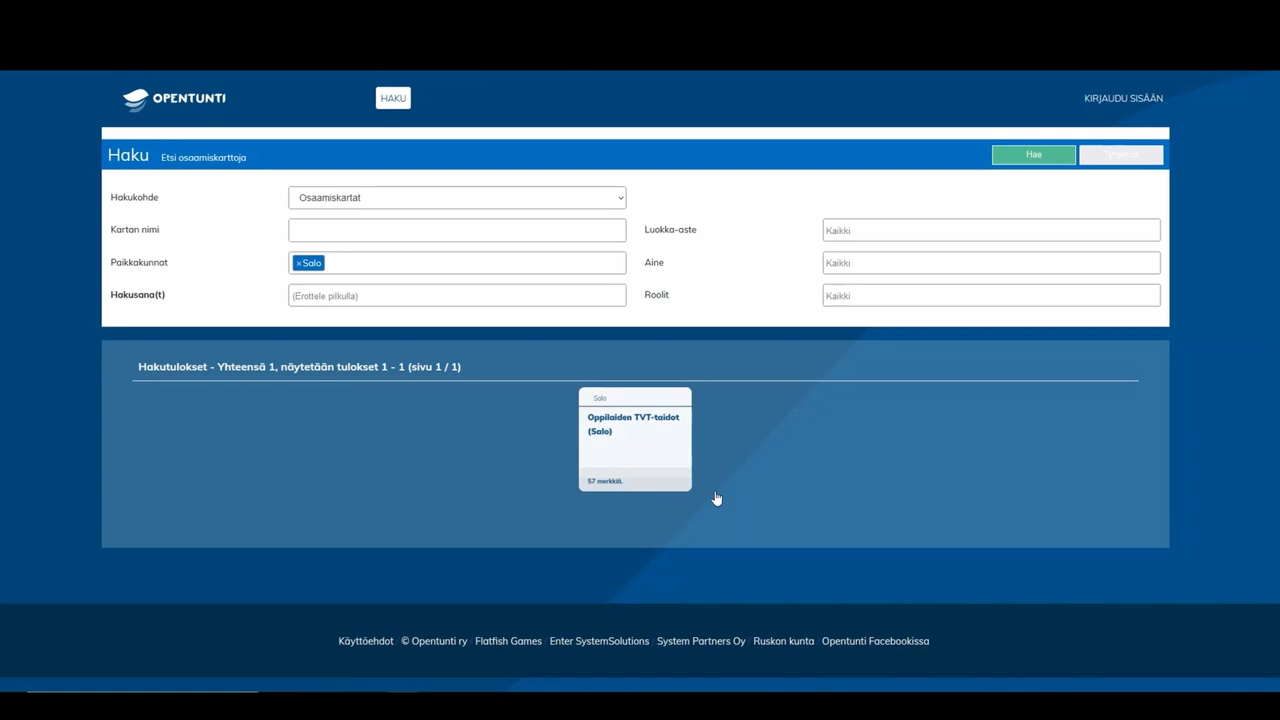 OPENTUNTI
HAKU
KIRJAUDU SISÄÄN
Haku
Etsi osaamiskarttoja
Hae
Hakukohde
Osaamiskartat
Kartan nimi
Luokka-aste
Kaikki
Paikkakunnat
×Salo
Aine
Kaikki
Hakusana(t)
(Erottele pilkulla)
Roolit
Kaikki
Hakutulokset - Yhteensä 1, näytetään tulokset 1 - 1 (sivu 1 / 1)
Salo
Oppilaiden TVT-taidot
(Salo)
57 merkkiä.
Käyttöehdot © Opentunti ry Flatfish Games Enter SystemSolutions System Partners Oy Ruskon kunta Opentunti Facebookissa